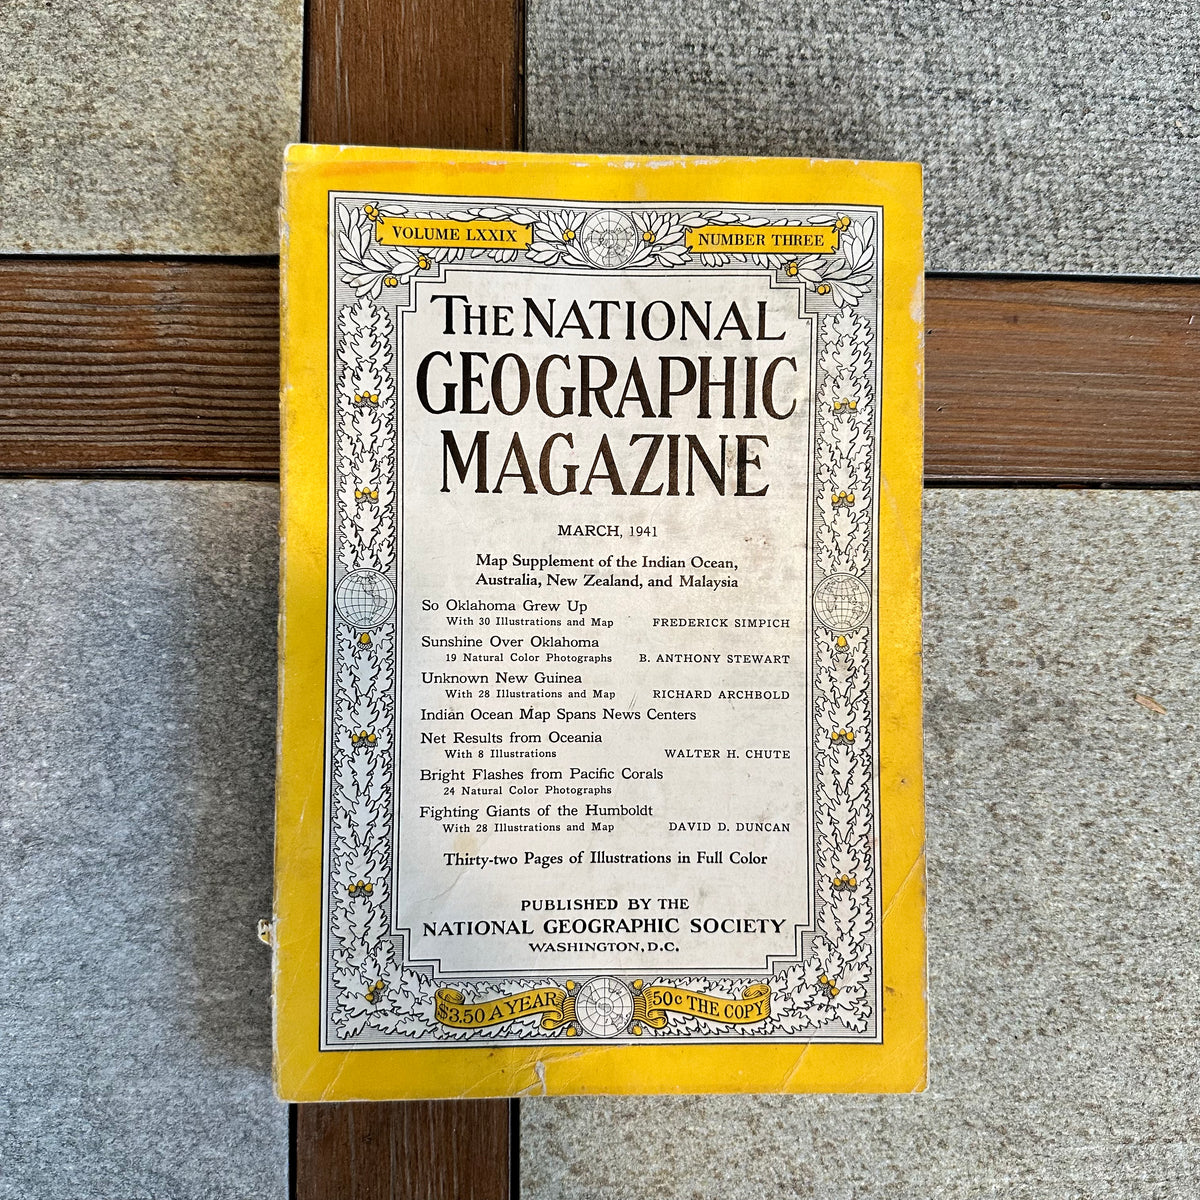 VOLUME LXXIX
NUMBER THREE
THE NATIONAL
GEOGRAPHIC
MAGAZINE
MARCH, 1941
Map Supplement of the Indian Ocean,
Australia, New Zealand, and Malaysia
So Oklahoma Grew Up
With 30 Illustrations and Map FREDERICK SIMPICH
Sunshine Over Oklahoma
19 Natural Color Photographs B. ANTHONY STEWART
Unknown New Guinea
With 28 Illustrations and Map RICHARD ARCHBOLD
Indian Ocean Map Spans News Centers
Net Results from Oceania
With 8 Illustrations WALTER H. CHUTE
Bright Flashes from Pacific Corals
24 Natural Color Photographs
Fighting Giants of the Humboldt
With 28 Illustrations and Map DAVID D. DUNCAN
Thirty-two Pages of Illustrations in Full Color
PUBLISHED BY THE
NATIONAL GEOGRAPHIC SOCIETY
WASHINGTON, D.C.
$3.50 A YEAR
50c THE COPY